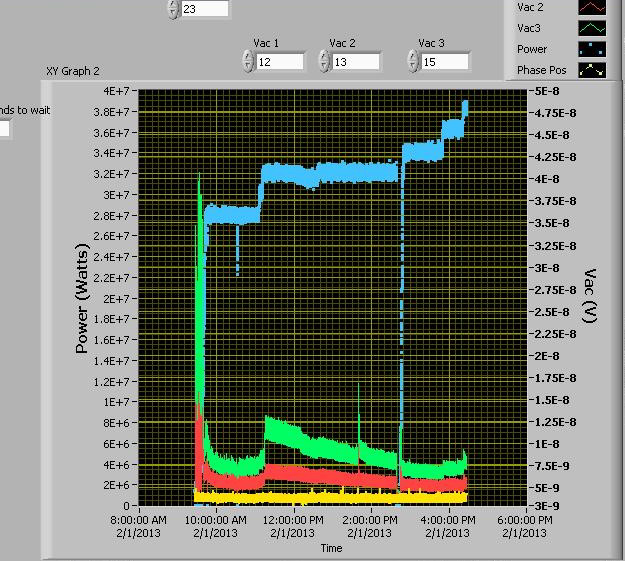 23
Vac 2
Vac3
Power
Phase Pos
Vac 1
Vac 2
Vac 3
12
13
15
XY Graph 2
nds to wait
4E+7
3.8E+7
3.6E+7
3.4E+7
3.2E+7
3E+7
2.8E+7
2.6E+7
2.4E+7
2.2E+7
2E+7
1.8E+7
1.6E+7
1.4E+7
1.2E+7
1E+7
8E+6
6E+6
4E+6
2E+6
0
Power (Watts)
5E-8
4.75E-8
4.5E-8
4.25E-8
4E-8
3.75E-8
3.5E-8
3.25E-8
3E-8
2.75E-8
2.5E-8
2.25E-8
2E-8
1.75E-8
1.5E-8
1.25E-8
1E-8
7.5E-9
5E-9
3E-9
Vac (V)
8:00:00 AM
2/1/2013
10:00:00 AM
2/1/2013
12:00:00 PM
2/1/2013
2:00:00 PM
2/1/2013
4:00:00 PM
2/1/2013
6:00:00 PM
2/1/2013
Time